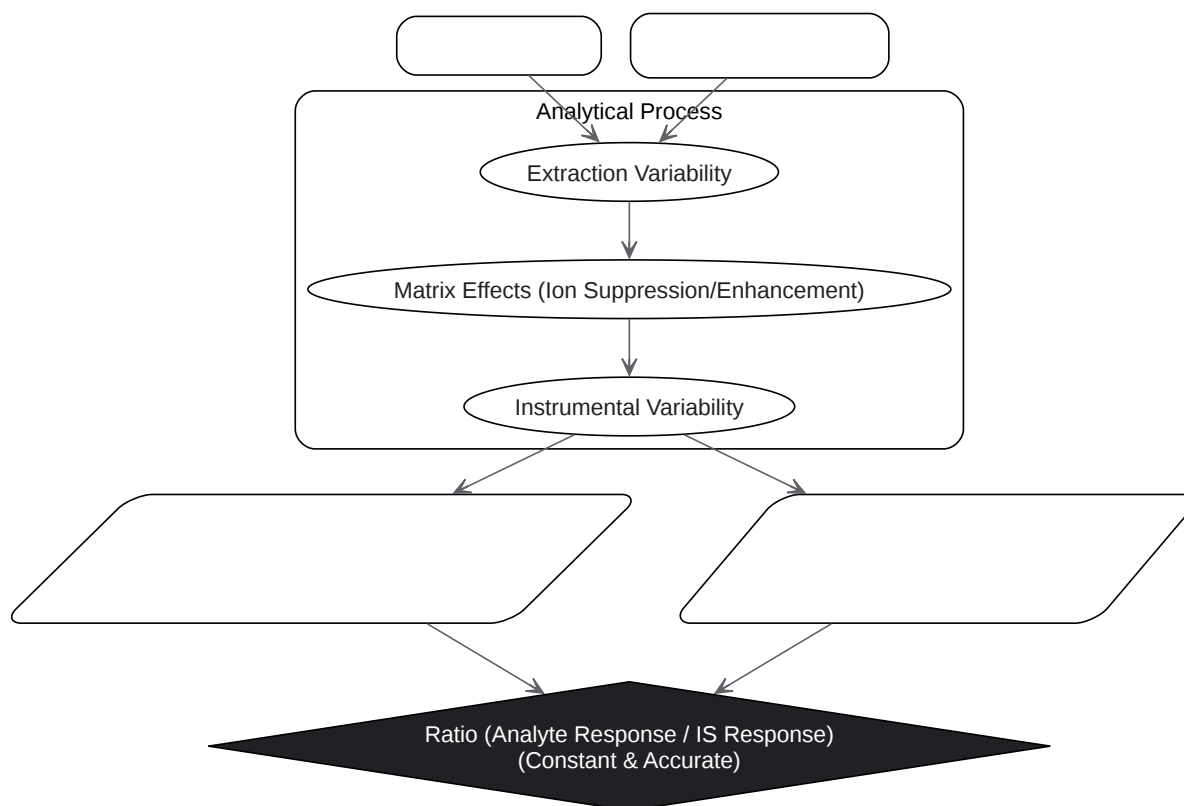 Analytical Process
Extraction Variability
Matrix Effects (Ion Suppression/Enhancement)
Instrumental Variability
Ratio (Analyte Response / IS Response)
(Constant & Accurate)